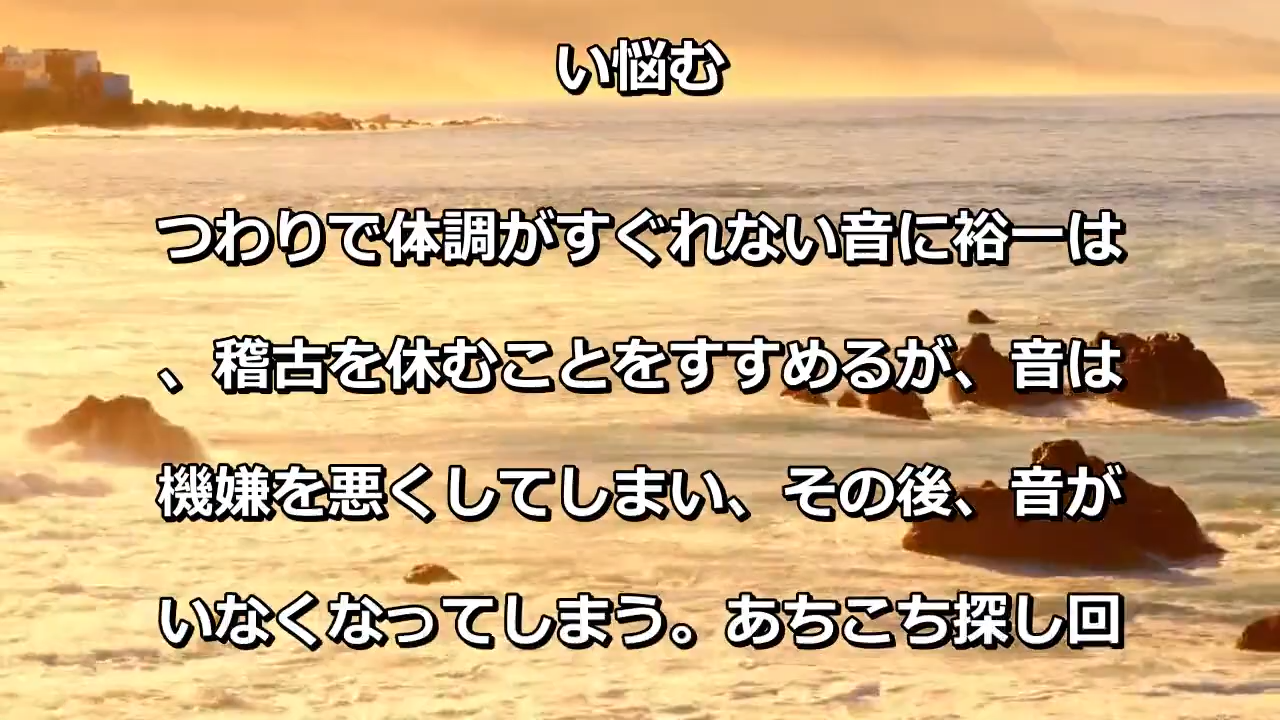 い悩む
つわりで体調がすぐれない音に裕一は
、稽古を休むことをすすめるが、音は
機嫌を悪くしてしまい、その後、音が
いなくなってしまう。あちこち探し回